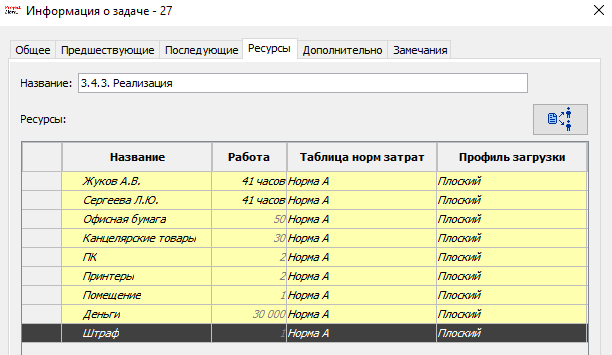 Информация о задаче - 27
Общее Предшествующие Последующие Ресурсы Дополнительно Замечания
Название: 3.4.3. Реализация
Ресурсы:
Название Работа Таблица норм затрат Профиль загрузки
Жуков А.В. 41 часов Норма А Плоский
Сергеева Л.Ю. 41 часов Норма А Плоский
Офисная бумага 50 Норма А Плоский
Канцелярские товары 30 Норма А Плоский
ПК 2 Норма А Плоский
Принтеры 2 Норма А Плоский
Помещение 1 Норма А Плоский
Деньги 30 000 Норма А Плоский
Штраф 1 Норма А Плоский